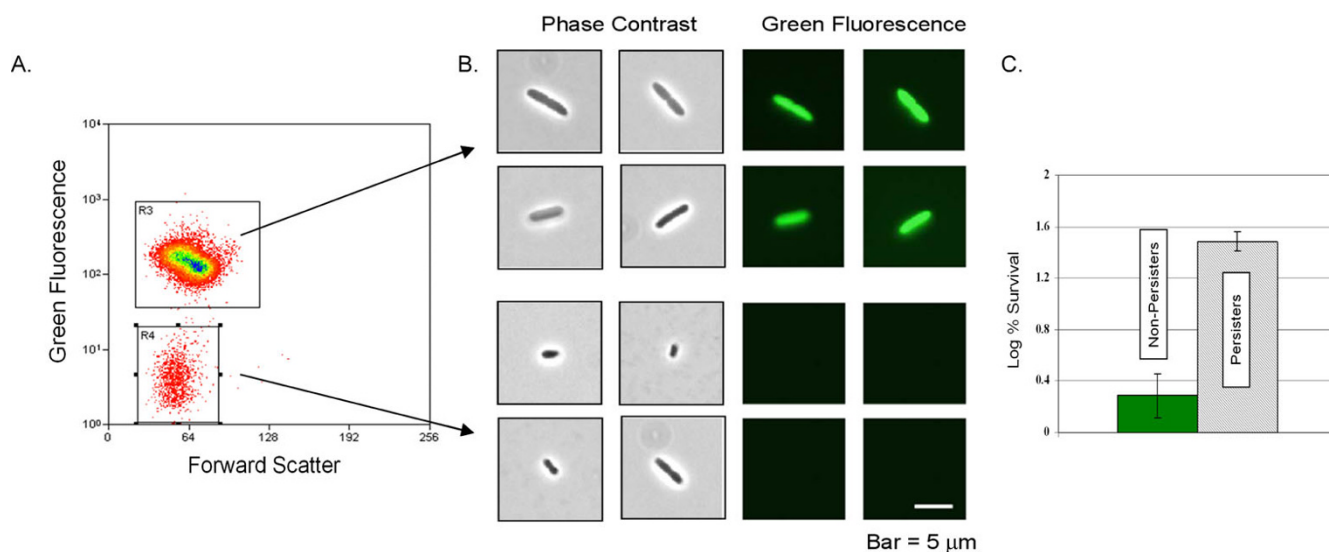 Phase Contrast Green Fluorescence
A. B. C.
Green Fluorescence
10⁴
10³
10²
10¹
10⁰
R3
R4
0 64 128 192 256
Forward Scatter
Bar = 5 μm
Log % Survival
2
1.6
1.2
0.8
0.4
0
Non-Persisters
Persisters